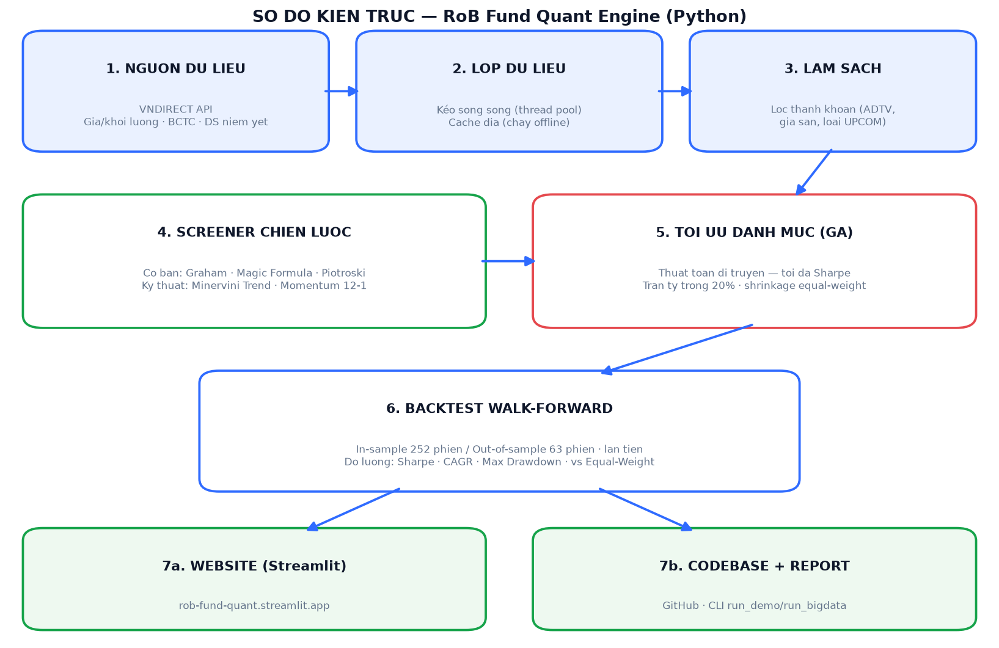 SO DO KIEN TRUC — RoB Fund Quant Engine (Python)
1. NGUON DU LIEU
VNDIRECT API
Gia/khoi luong · BCTC · DS niem yet
2. LOP DU LIEU
Kéo song song (thread pool)
Cache dia (chay offline)
3. LAM SACH
Loc thanh khoan (ADTV,
gia san, loai UPCOM)
4. SCREENER CHIEN LUOC
Co ban: Graham · Magic Formula · Piotroski
Ky thuat: Minervini Trend · Momentum 12-1
5. TOI UU DANH MUC (GA)
Thuat toan di truyen — toi da Sharpe
Tran ty trong 20% · shrinkage equal-weight
6. BACKTEST WALK-FORWARD
In-sample 252 phien / Out-of-sample 63 phien · lan tien
Do luong: Sharpe · CAGR · Max Drawdown · vs Equal-Weight
7a. WEBSITE (Streamlit)
rob-fund-quant.streamlit.app
7b. CODEBASE + REPORT
GitHub · CLI run_demo/run_bigdata